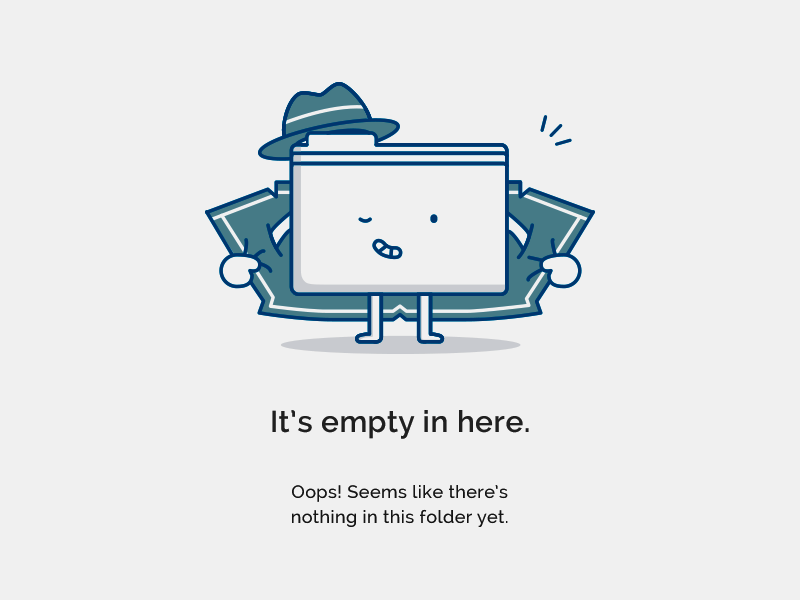 It's empty in here.
Oops! Seems like there's
nothing in this folder yet.